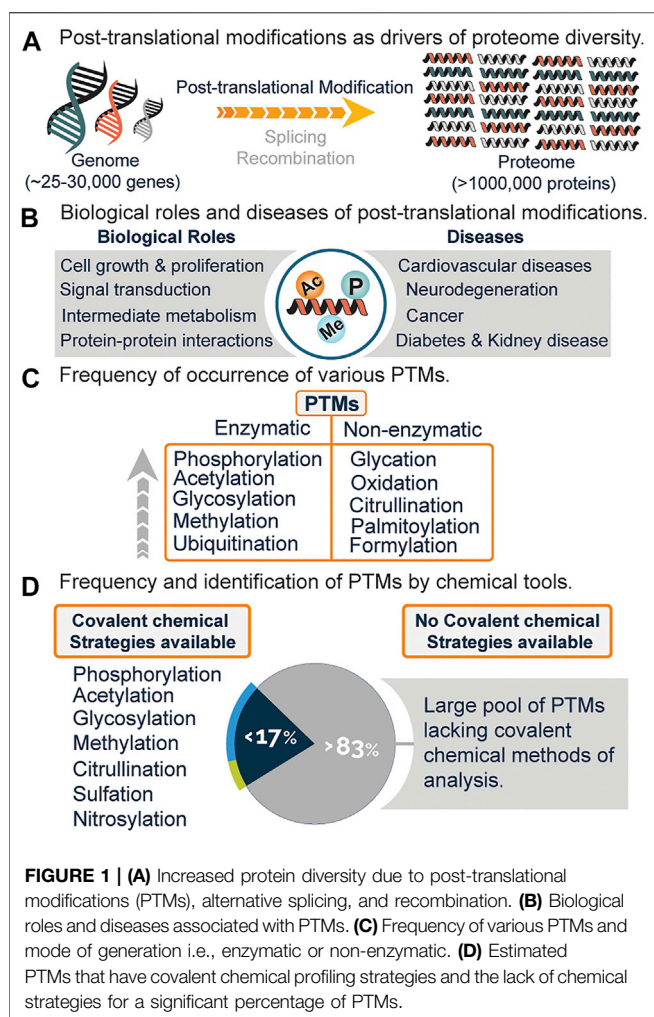 A Post-translational modifications as drivers of proteome diversity.
Post-translational Modification
Splicing
Recombination
Genome
(~25-30,000 genes)
Proteome
(>1000,000 proteins)
B Biological roles and diseases of post-translational modifications.
Biological Roles
Cell growth & proliferation
Signal transduction
Intermediate metabolism
Protein-protein interactions
Ac
P
Me
Diseases
Cardiovascular diseases
Neurodegeneration
Cancer
Diabetes & Kidney disease
C Frequency of occurrence of various PTMs.
PTMs
Enzymatic
Phosphorylation
Acetylation
Glycosylation
Methylation
Ubiquitination
Non-enzymatic
Glycation
Oxidation
Citrullination
Palmitoylation
Formylation
D Frequency and identification of PTMs by chemical tools.
Covalent chemical
Strategies available
Phosphorylation
Acetylation
Glycosylation
Methylation
Citrullination
Sulfation
Nitrosylation
<17%
>83%
No Covalent chemical
Strategies available
Large pool of PTMs
lacking covalent
chemical methods of
analysis.
FIGURE 1 | (A) Increased protein diversity due to post-translational
modifications (PTMs), alternative splicing, and recombination. (B) Biological
roles and diseases associated with PTMs. (C) Frequency of various PTMs and
mode of generation i.e., enzymatic or non-enzymatic. (D) Estimated
PTMs that have covalent chemical profiling strategies and the lack of chemical
strategies for a significant percentage of PTMs.